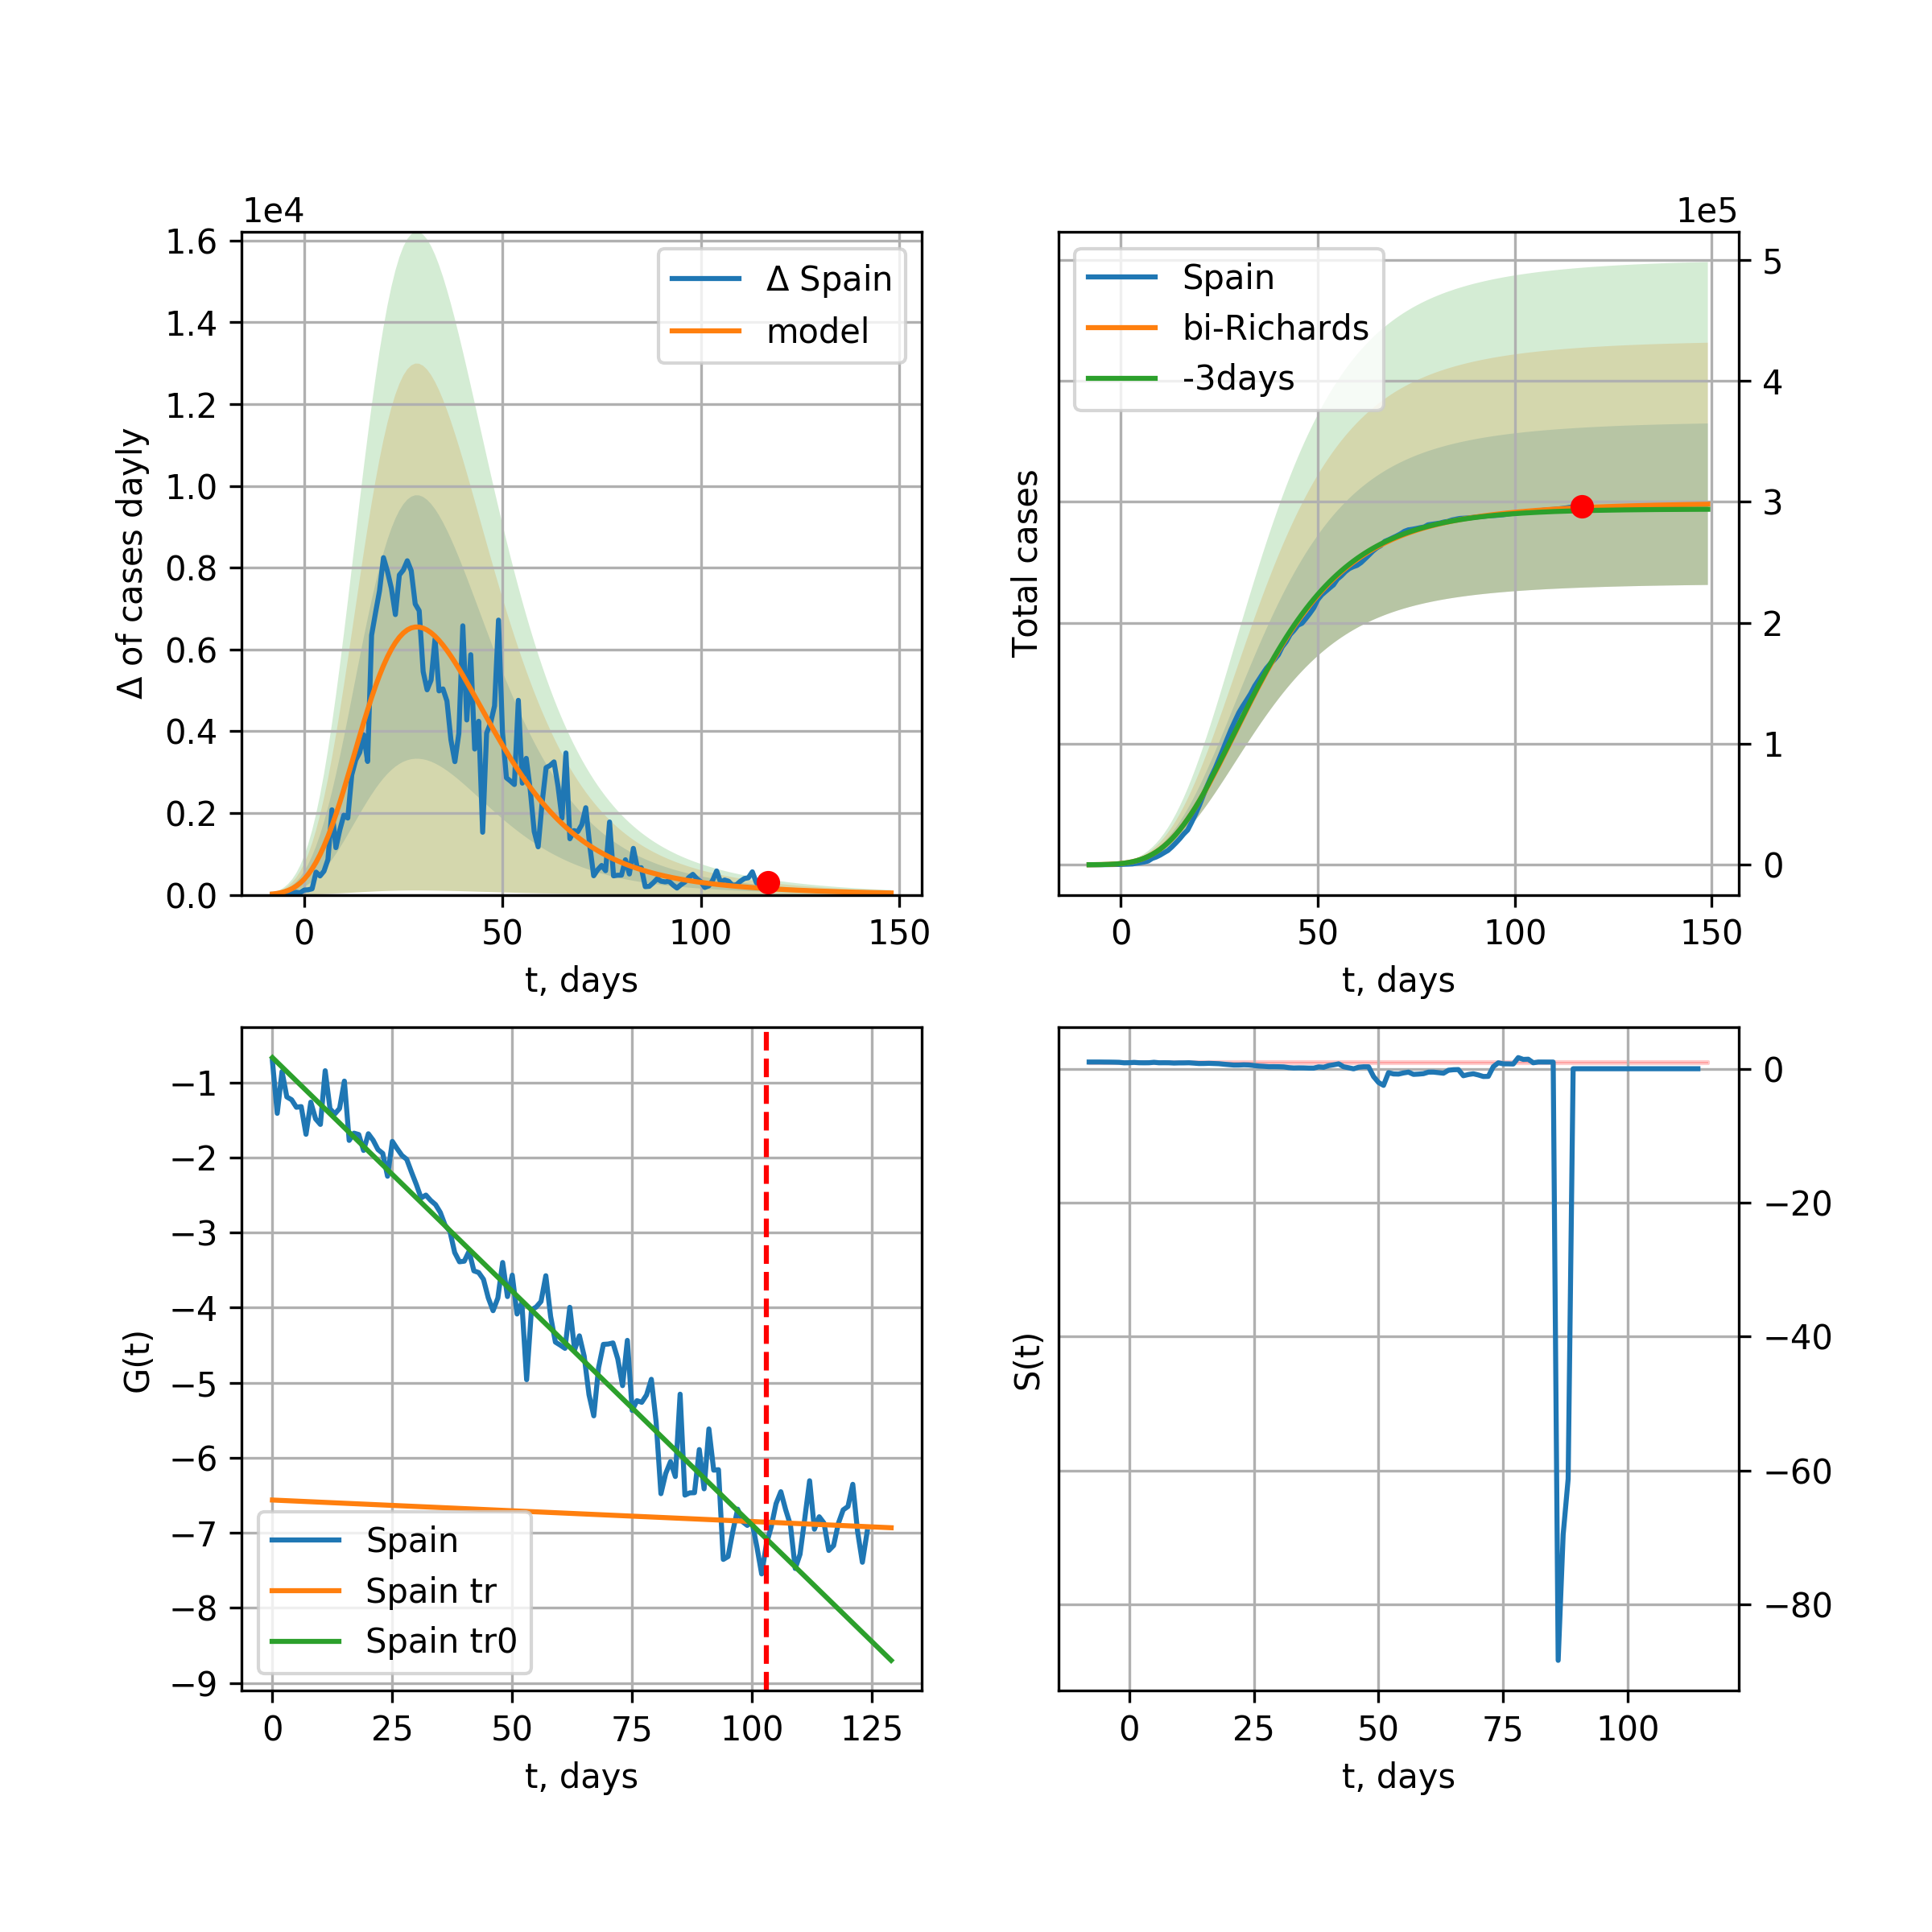 1e4
1.6
1.4
1.2
1.0
0.8
0.6
0.4
0.2
0.0
Δ of cases dayly
Δ Spain
model
0 50 100 150
t, days
1e5
5
4
3
2
1
0
Total cases
Spain
bi-Richards
-3days
0 50 100 150
t, days
−1
−2
−3
−4
−5
−6
−7
−8
−9
G(t)
Spain
Spain tr
Spain tr0
0 25 50 75 100 125
t, days
0
−20
−40
−60
−80
S(t)
0 25 50 75 100
t, days